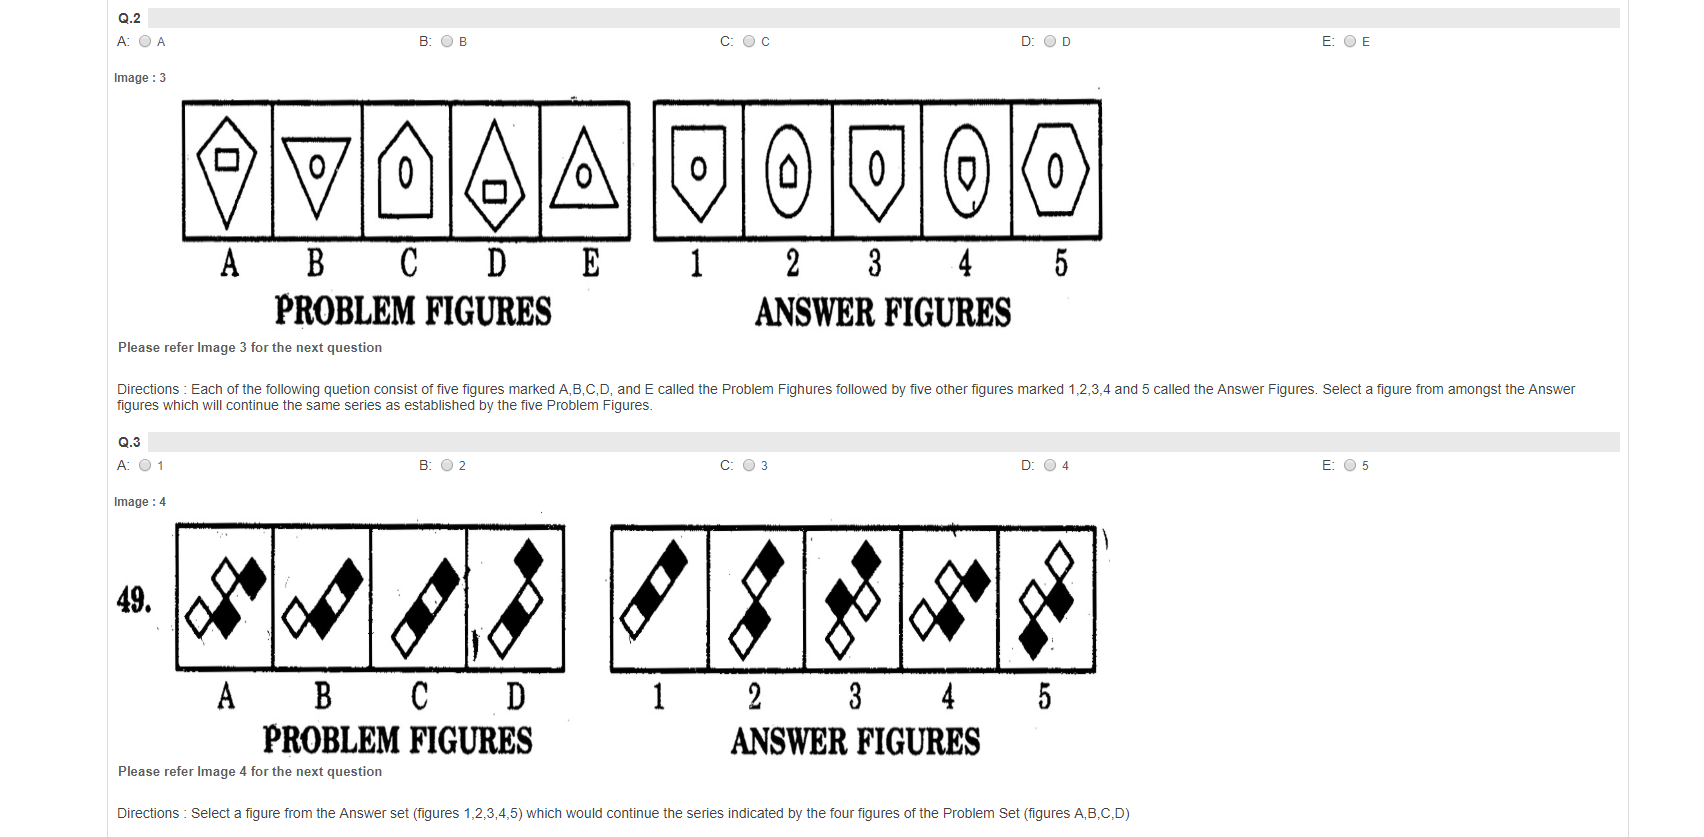 Q.2
A: A B: B C: C D: D E: E
Image : 3
A B C D E 1 2 3 4 5
PROBLEM FIGURES ANSWER FIGURES
Please refer Image 3 for the next question
Directions : Each of the following quetion consist of five figures marked A,B,C,D, and E called the Problem Fighures followed by five other figures marked 1,2,3,4 and 5 called the Answer Figures. Select a figure from amongst the Answer
figures which will continue the same series as established by the five Problem Figures.
Q.3
A: 1 B: 2 C: 3 D: 4 E: 5
Image : 4
49.
A B C D 1 2 3 4 5
PROBLEM FIGURES ANSWER FIGURES
Please refer Image 4 for the next question
Directions : Select a figure from the Answer set (figures 1,2,3,4,5) which would continue the series indicated by the four figures of the Problem Set (figures A,B,C,D)